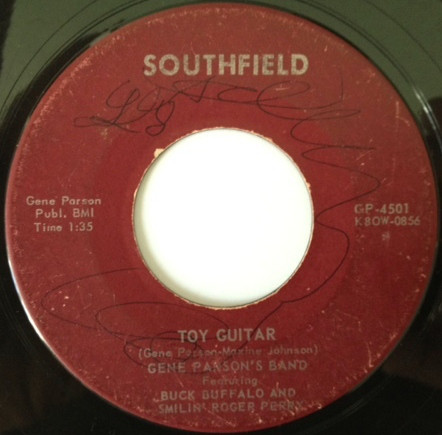 SOUTHFIELD
Gene Parson
Publ. BMI
Time 1:35
GP-4501
K8OW-0856
TOY GUITAR
(Gene Parson-Maxine Johnson)
GENE PARSON'S BAND
Featuring
BUCK BUFFALO AND
SMILIN' ROGER PERRY